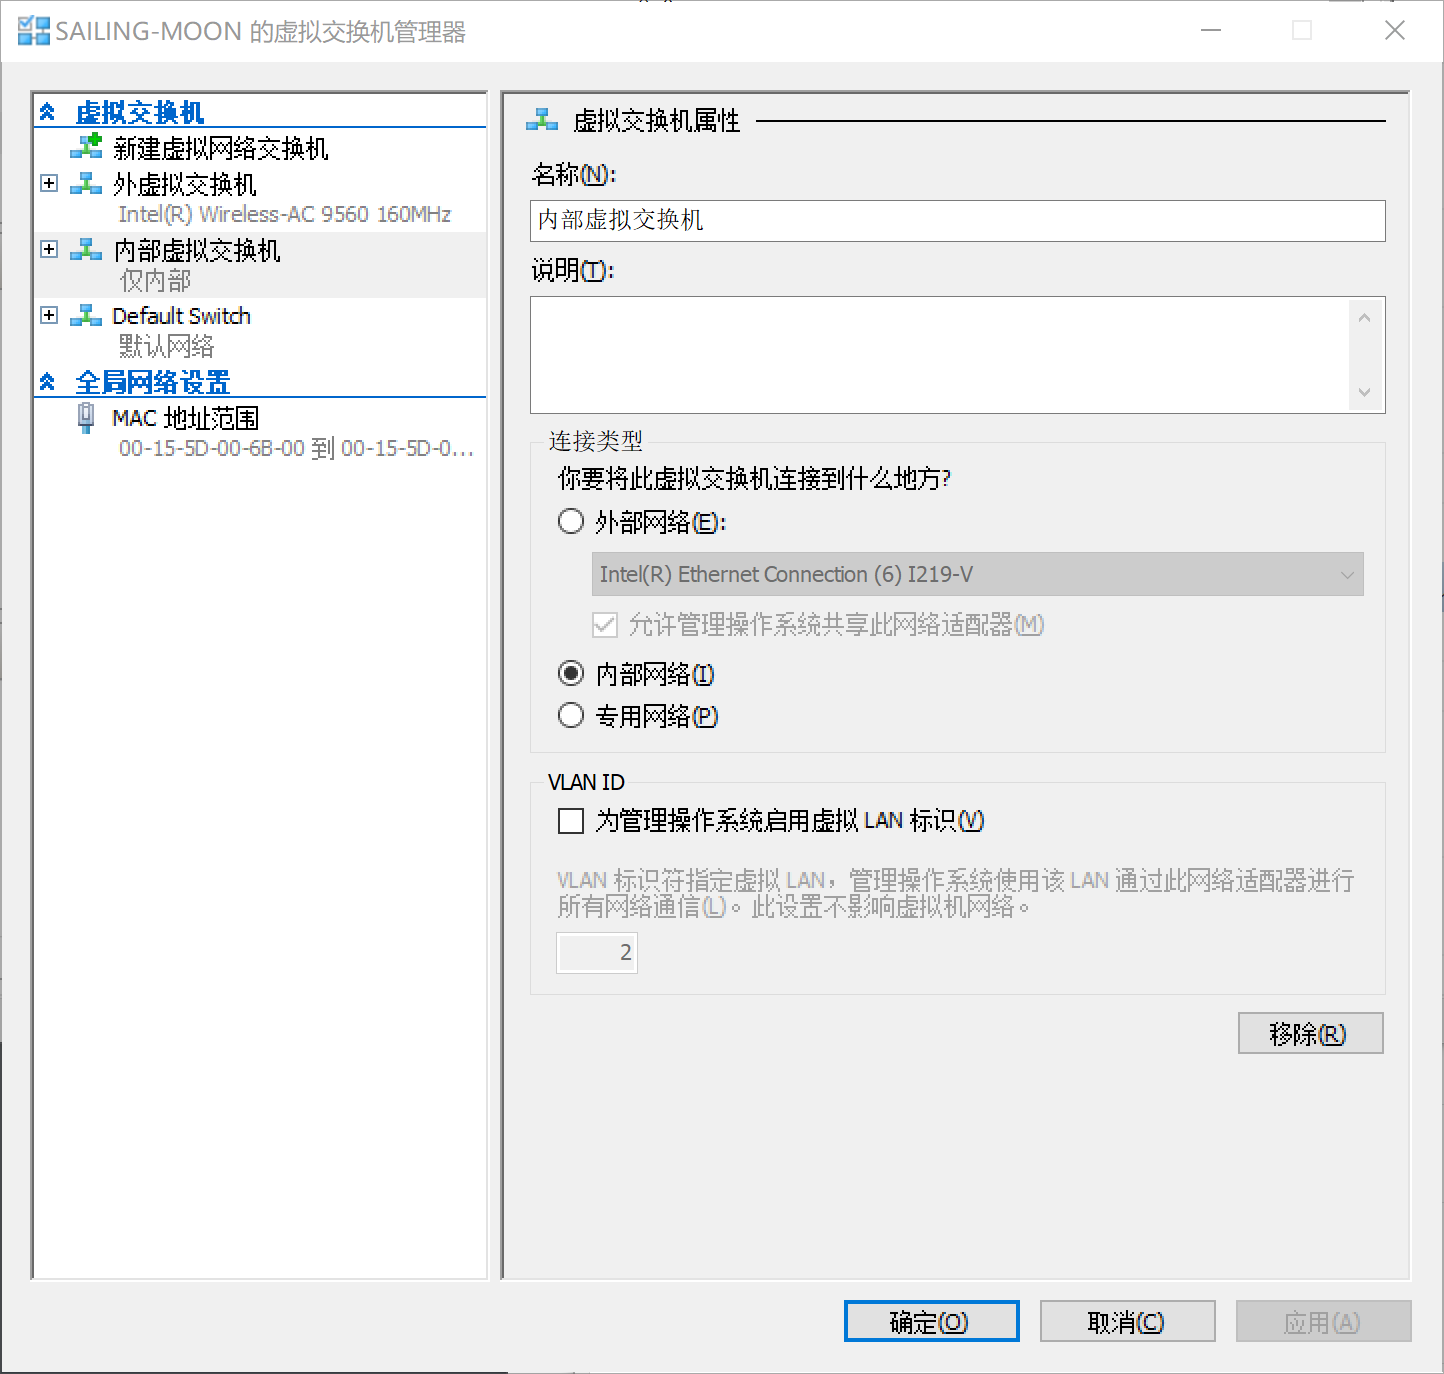 SAILING-MOON 的虚拟交换机管理器
虚拟交换机
新建虚拟网络交换机
外虚拟交换机
Intel(R) Wireless-AC 9560 160MHz
内部虚拟交换机
仅内部
Default Switch
默认网络
全局网络设置
MAC 地址范围
00-15-5D-00-6B-00 到 00-15-5D-0...
虚拟交换机属性
名称(N):
内部虚拟交换机
说明(T):
连接类型
你要将此虚拟交换机连接到什么地方?
外部网络(E):
Intel(R) Ethernet Connection (6) I219-V
允许管理操作系统共享此网络适配器(M)
内部网络(I)
专用网络(P)
VLAN ID
为管理操作系统启用虚拟 LAN 标识(V)
VLAN 标识符指定虚拟 LAN，管理操作系统使用该 LAN 通过此网络适配器进行
所有网络通信(L)。此设置不影响虚拟机网络。
2
移除(R)
确定(O)
取消(C)
应用(A)